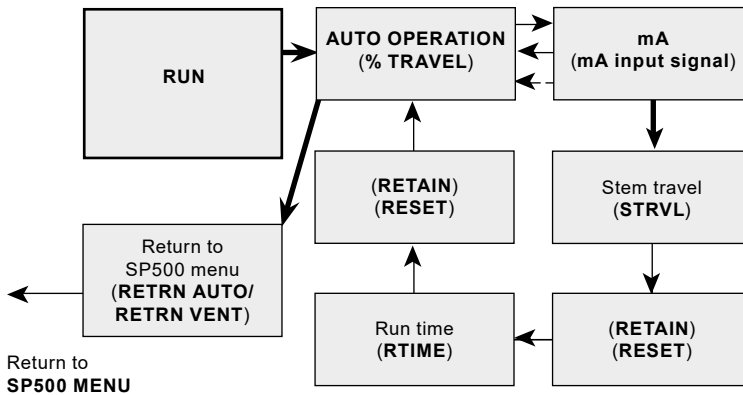 RUN
AUTO OPERATION
(% TRAVEL)
mA
(mA input signal)
(RETAIN)
(RESET)
Stem travel
(STRVL)
Return to
SP500 menu
(RETRN AUTO/
RETRN VENT)
Run time
(RTIME)
(RETAIN)
(RESET)
Return to
SP500 MENU